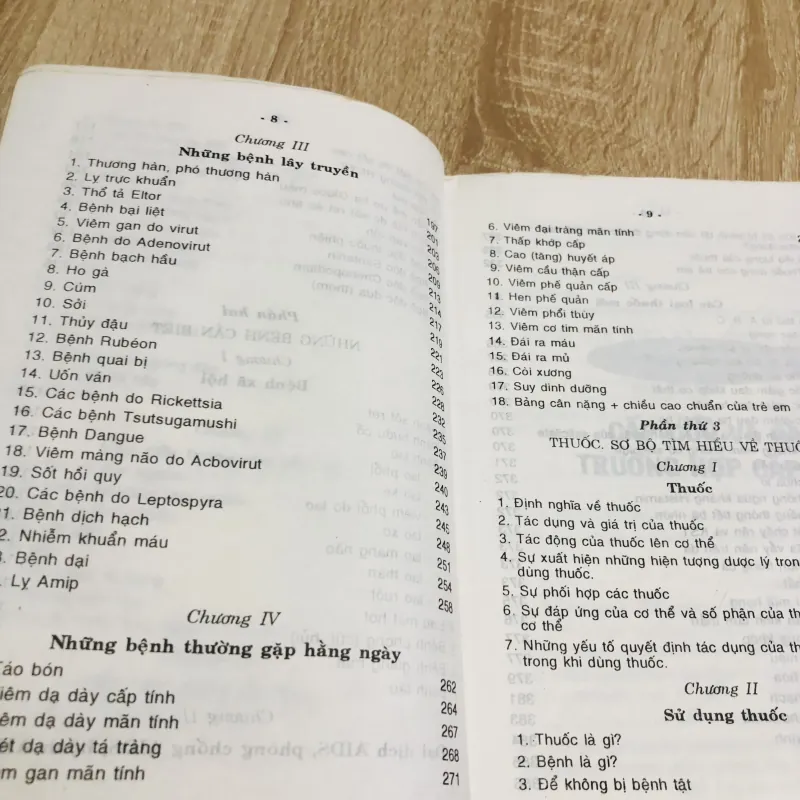 - 8 -
Chương III
Những bệnh lây truyền
1. Thương hàn, phó thương hàn
2. Lỵ trực khuẩn
3. Thổ tả Eltor
4. Bệnh bại liệt
5. Viêm gan do virut
6. Bệnh do Adenovirut
7. Bệnh bạch hầu
8. Ho gà
9. Cúm
10. Sởi
11. Thủy đậu
12. Bệnh Rubéon
13. Bệnh quai bị
14. Uốn ván
15. Các bệnh do Rickettsia
16. Các bệnh Tsutsugamushi
17. Bệnh Dangue
18. Viêm màng não do Acbovirut
19. Sốt hồi quy
20. Các bệnh do Leptospyra
21. Bệnh dịch hạch
2. Nhiễm khuẩn máu
3. Bệnh dại
. Lỵ Amip
197
201
203
206
209
213
214
217
219
221
223
226
228
232
235
237
239
240
243
246
248
251
254
258
Chương IV
Những bệnh thường gặp hằng ngày
Táo bón 262
iêm dạ dày cấp tính 264
êm dạ dày mãn tính 267
ét dạ dày tá tràng 268
êm gan mãn tính 271
- 9 -
6. Viêm đại tràng mãn tính
7. Thấp khớp cấp
8. Cao (tăng) huyết áp
9. Viêm cầu thận cấp
10. Viêm phế quản cấp
11. Hen phế quản
12. Viêm phổi thùy
13. Viêm cơ tim mãn tính
14. Đái ra máu
15. Đái ra mủ
16. Còi xương
17. Suy dinh dưỡng
18. Bảng cân nặng + chiều cao chuẩn của trẻ em
Phần thứ 3
THUỐC. SƠ BỘ TÌM HIỂU VỀ THUỐ
Chương I
Thuốc
1. Định nghĩa về thuốc
2. Tác dụng và giá trị của thuốc
3. Tác động của thuốc lên cơ thể
4. Sự xuất hiện những hiện tượng dược lý tron
dùng thuốc.
5. Sự phối hợp các thuốc
6. Sự đáp ứng của cơ thể và số phận của th
cơ thể
7. Những yếu tố quyết định tác dụng của th
trong khi dùng thuốc.
Chương II
Sử dụng thuốc
1. Thuốc là gì?
2. Bệnh là gì?
3. Để không bị bệnh tật